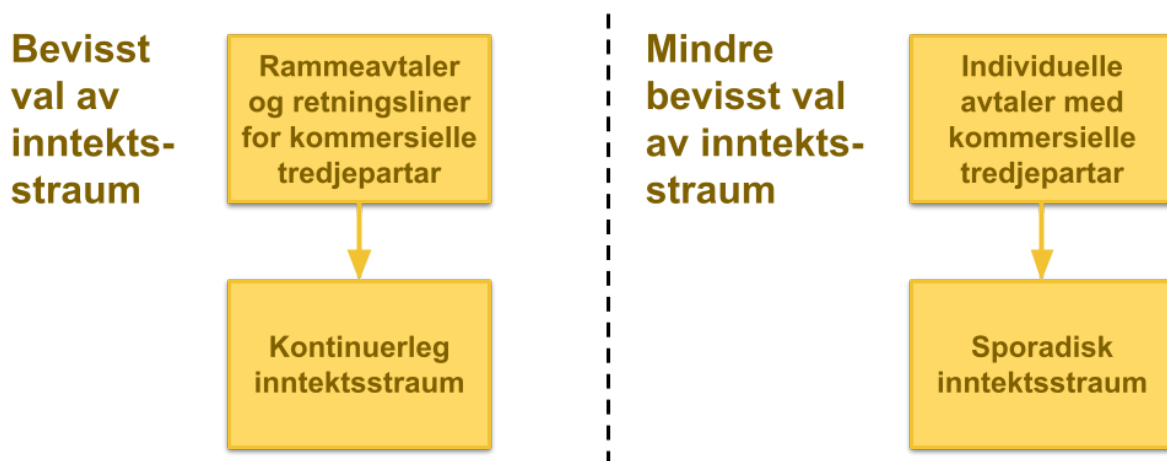 Bevisst
val av
inntekts-
straum
Rammeavtaler
og retningsliner
for kommersielle
tredjepartar
Kontinuerleg
inntektsstraum
Mindre
bevisst val
av inntekts-
straum
Individuelle
avtaler med
kommersielle
tredjepartar
Sporadisk
inntektsstraum